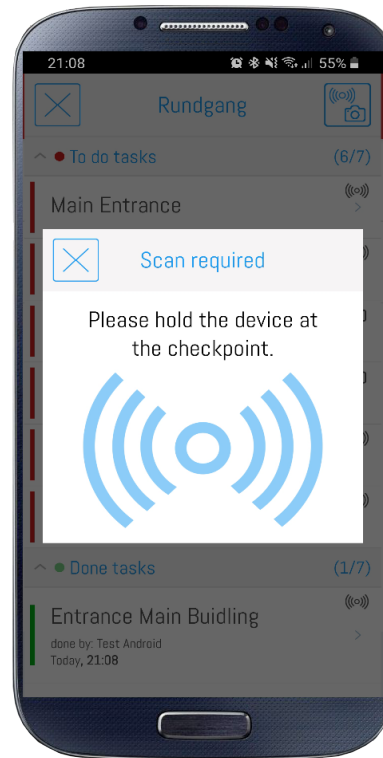 21:08 55%
Rundgang
To do tasks (6/7)
Main Entrance
Scan required
Please hold the device at
the checkpoint.
Done tasks (1/7)
Entrance Main Buidling
done by: Test Android
Today, 21:08